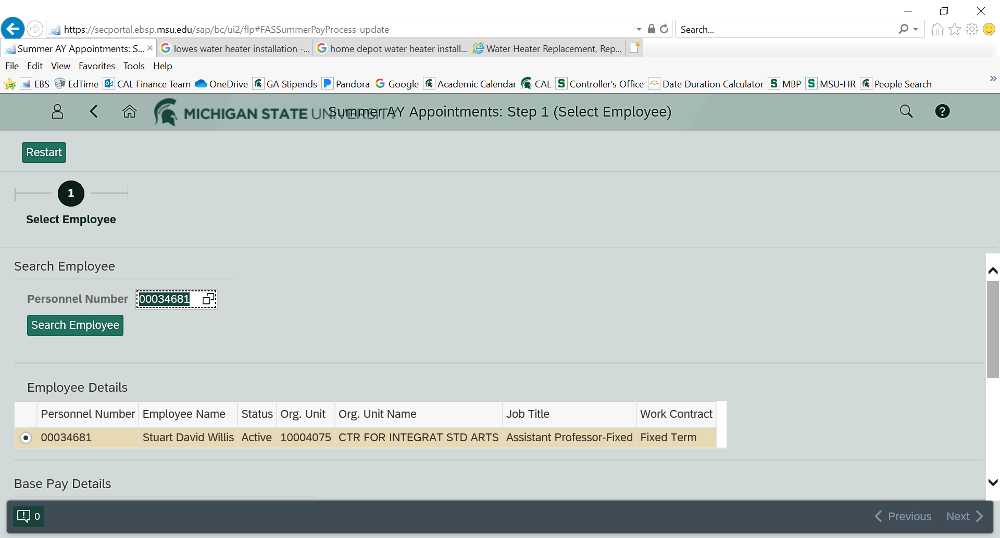 https://secportal.ebsp.msu.edu/sap/bc/ui2/flp#FASSummerPayProcess-update
Search...
Summer AY Appointments: S...
lowes water heater installation -...
home depot water heater install...
Water Heater Replacement, Rep...
File Edit View Favorites Tools Help
EBS EdTime CAL Finance Team OneDrive GA Stipends Pandora Google Academic Calendar CAL Controller's Office Date Duration Calculator MBP MSU-HR People Search
MICHIGAN STATE UNIVERSITY
Summer AY Appointments: Step 1 (Select Employee)
Restart
1
Select Employee
Search Employee
Personnel Number 00034681
Search Employee
Employee Details
Personnel Number Employee Name Status Org. Unit Org. Unit Name Job Title Work Contract
00034681 Stuart David Willis Active 10004075 CTR FOR INTEGRAT STD ARTS Assistant Professor-Fixed Fixed Term
Base Pay Details
0 Previous Next